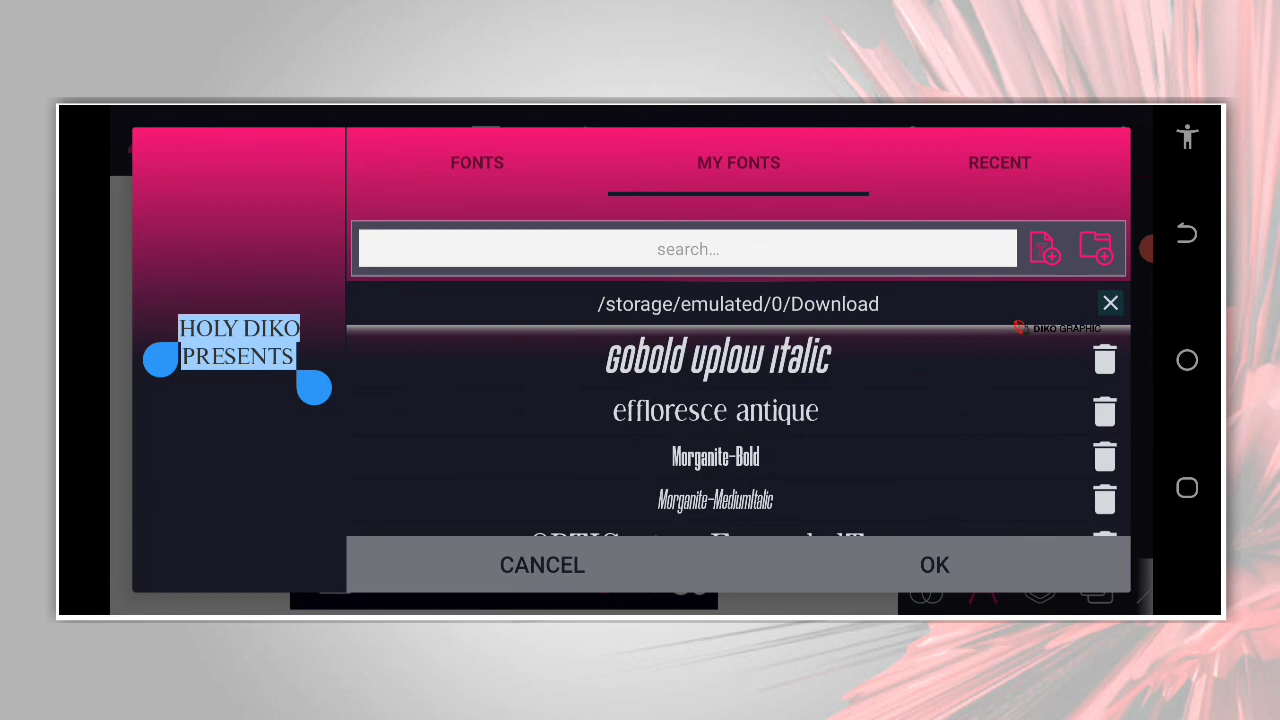 FONTS
MY FONTS
RECENT
search...
/storage/emulated/0/Download
DIKO GRAPHIC
HOLY DIKO
PRESENTS
Gobold Uplow Italic
effloresce antique
Morganite-Bold
Morganite-MediumItalic
CANCEL
OK